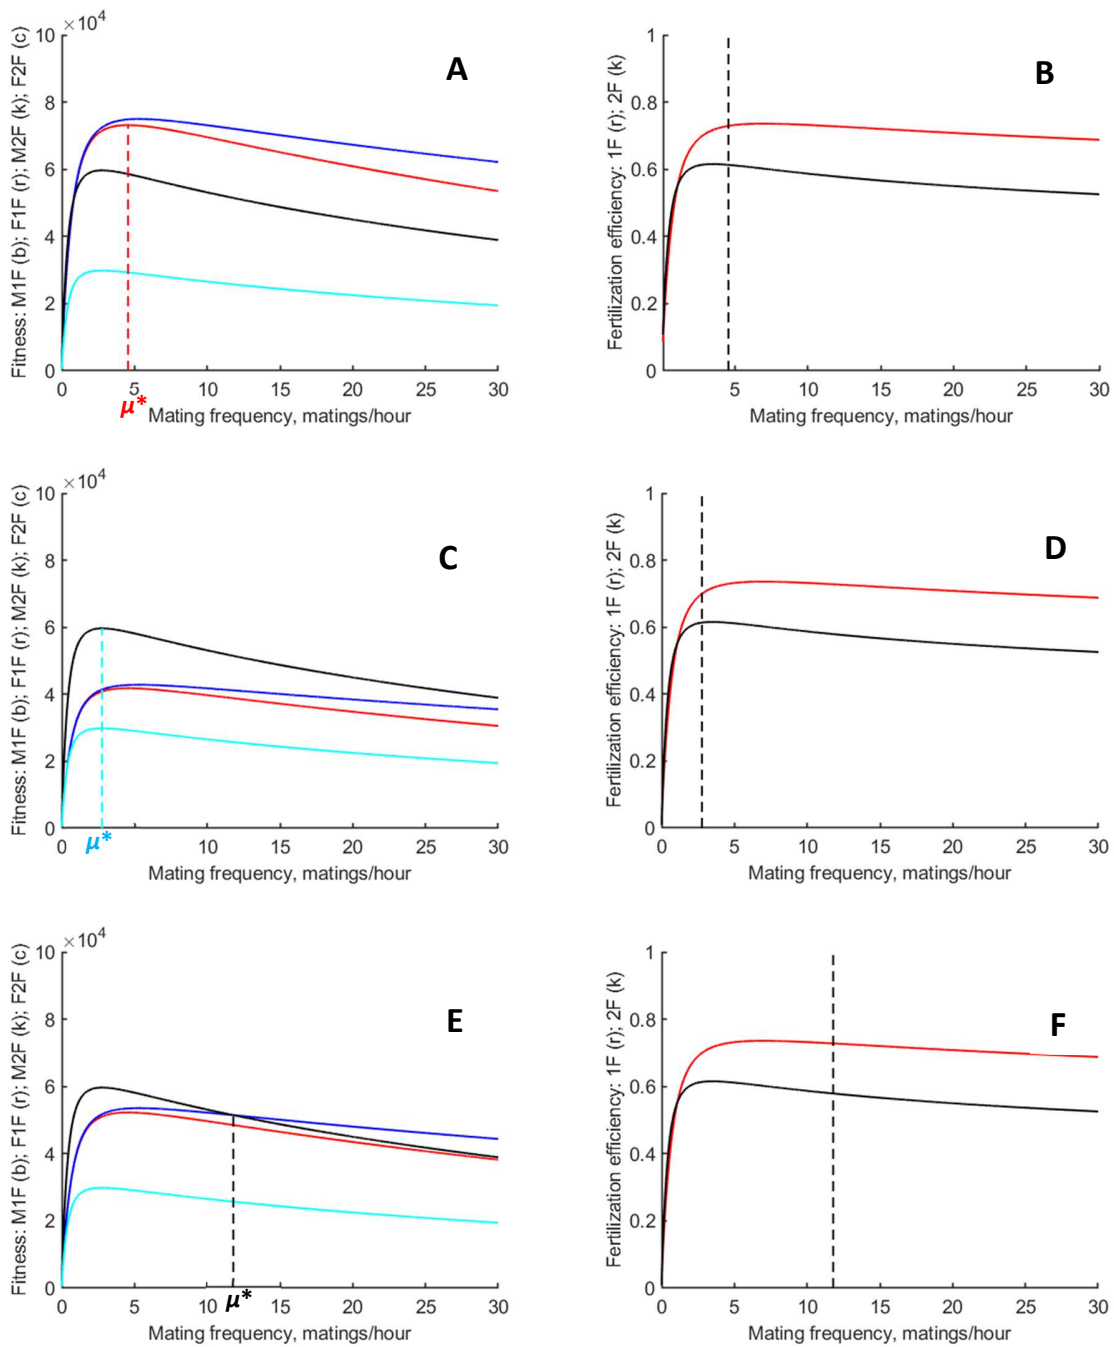 ×10⁴
A
Fitness: M1F (b); F1F (r); M2F (k); F2F (c)
10
8
6
4
2
0
0 5 10 15 20 25 30
μ*
Mating frequency, matings/hour
B
Fertilization efficiency: 1F (r); 2F (k)
1
0.8
0.6
0.4
0.2
0
0 5 10 15 20 25 30
Mating frequency, matings/hour
×10⁴
C
Fitness: M1F (b); F1F (r); M2F (k); F2F (c)
10
8
6
4
2
0
0 5 10 15 20 25 30
μ*
Mating frequency, matings/hour
D
Fertilization efficiency: 1F (r); 2F (k)
1
0.8
0.6
0.4
0.2
0
0 5 10 15 20 25 30
Mating frequency, matings/hour
×10⁴
E
Fitness: M1F (b); F1F (r); M2F (k); F2F (c)
10
8
6
4
2
0
0 5 10 15 20 25 30
μ*
Mating frequency, matings/hour
F
Fertilization efficiency: 1F (r); 2F (k)
1
0.8
0.6
0.4
0.2
0
0 5 10 15 20 25 30
Mating frequency, matings/hour